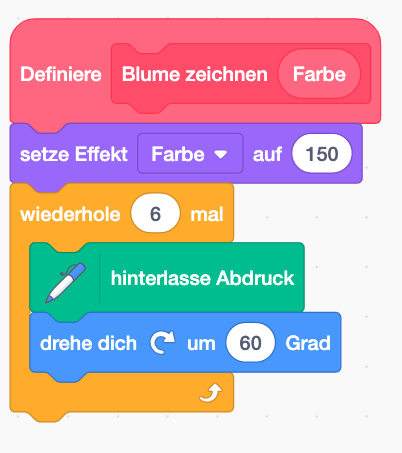 Definiere Blume zeichnen Farbe
setze Effekt Farbe auf 150
wiederhole 6 mal
hinterlasse Abdruck
drehe dich um 60 Grad